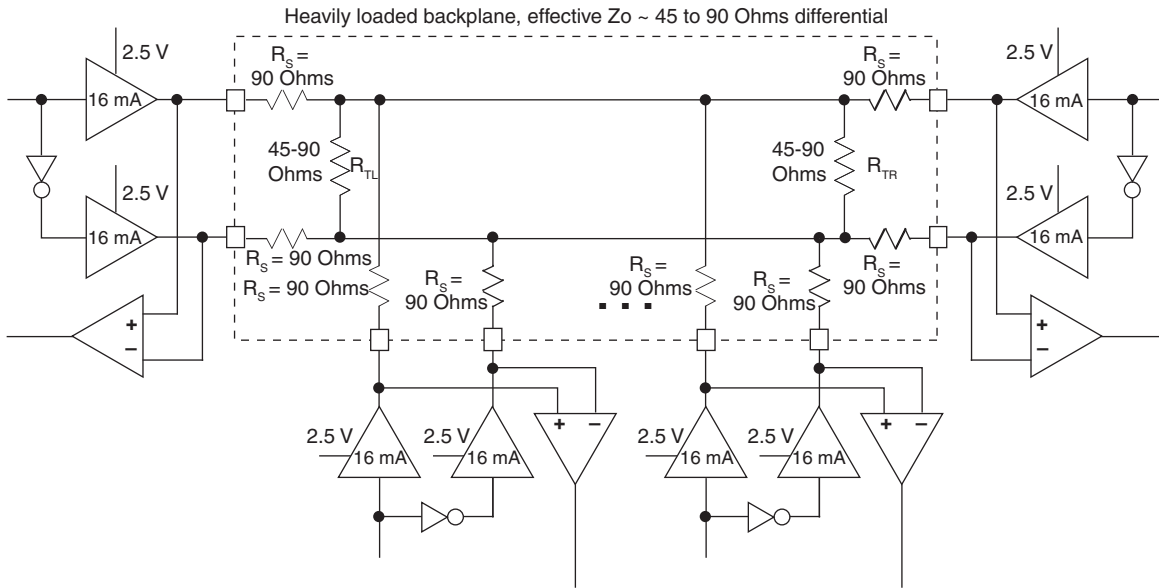 Heavily loaded backplane, effective Zo ~ 45 to 90 Ohms differential
2.5 V
RS =
90 Ohms
RS =
90 Ohms
2.5 V
16 mA
16 mA
45-90
Ohms
RTL
45-90
Ohms
RTR
2.5 V
2.5 V
16 mA
16 mA
RS = 90 Ohms
RS = 90 Ohms
RS =
90 Ohms
RS =
90 Ohms
RS =
90 Ohms
RS =
90 Ohms
+
−
+
−
+ −
+ −
2.5 V
16 mA
2.5 V
16 mA
2.5 V
16 mA
2.5 V
16 mA